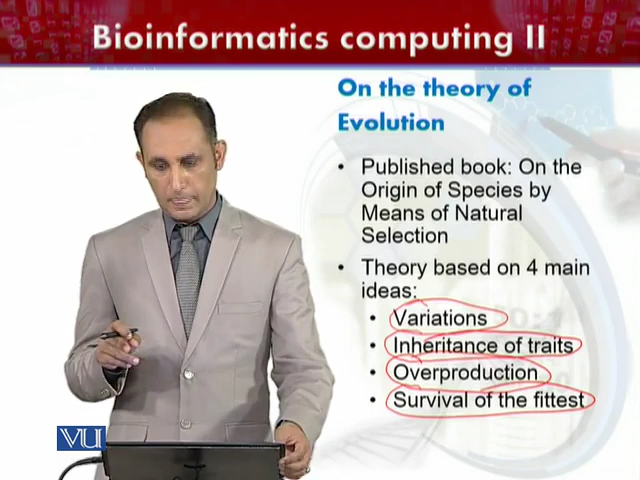 Bioinformatics computing II
On the theory of
Evolution
• Published book: On the
Origin of Species by
Means of Natural
Selection
• Theory based on 4 main
ideas:
• Variations
• Inheritance of traits
• Overproduction
• Survival of the fittest
VU